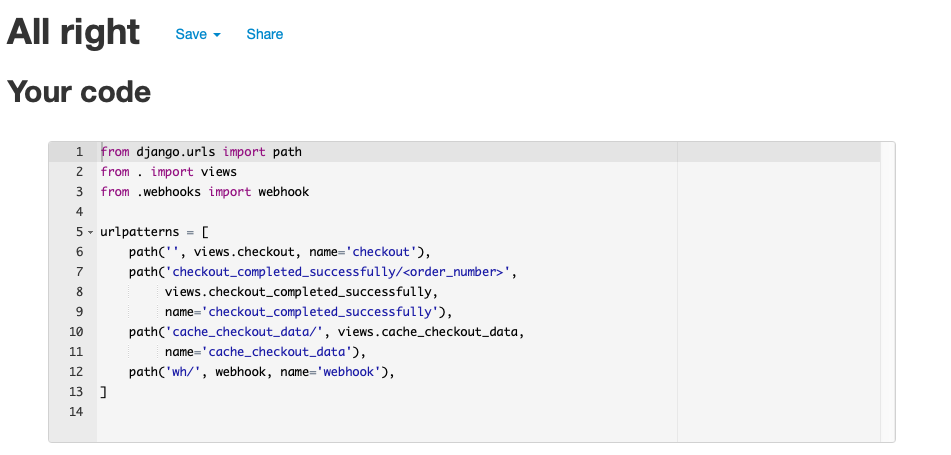 All right Save Share
Your code
1 from django.urls import path
2 from . import views
3 from .webhooks import webhook
4
5 urlpatterns = [
6     path('', views.checkout, name='checkout'),
7     path('checkout_completed_successfully/<order_number>',
8          views.checkout_completed_successfully,
9          name='checkout_completed_successfully'),
10     path('cache_checkout_data/', views.cache_checkout_data,
11          name='cache_checkout_data'),
12     path('wh/', webhook, name='webhook'),
13 ]
14